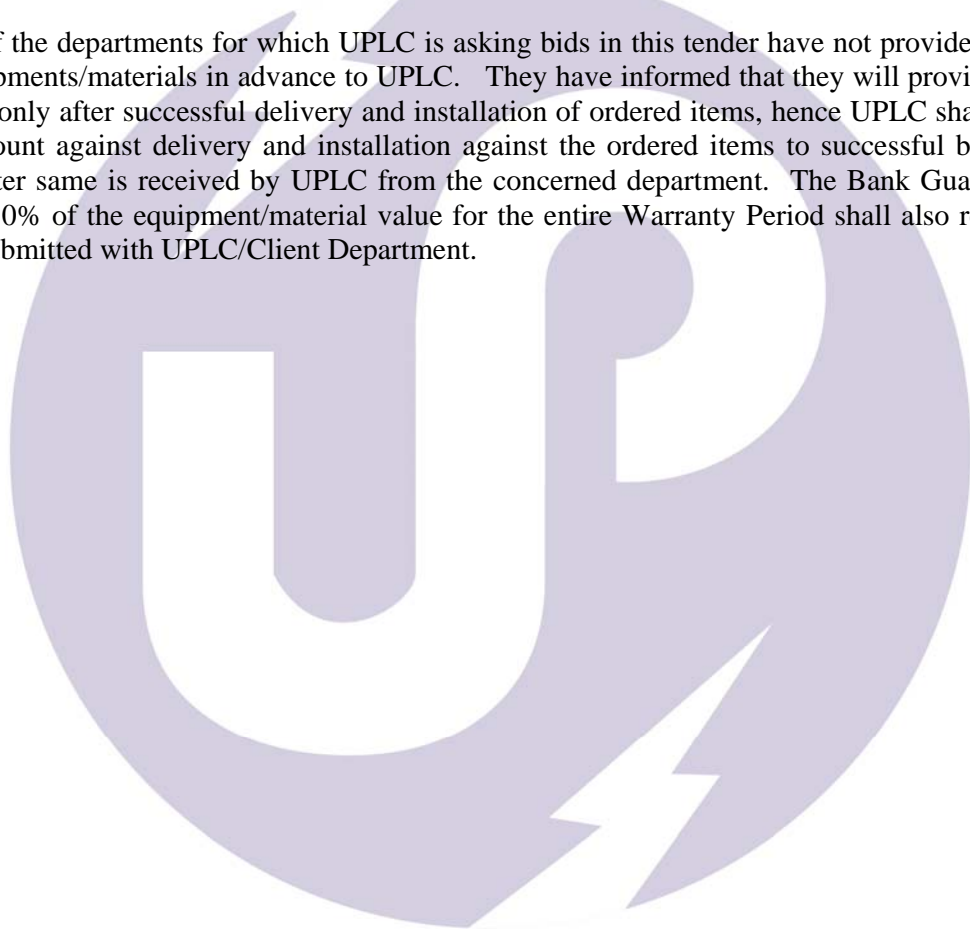 f the departments for which UPLC is asking bids in this tender have not provide
pments/materials in advance to UPLC. They have informed that they will provi
only after successful delivery and installation of ordered items, hence UPLC sha
ount against delivery and installation against the ordered items to successful b
ter same is received by UPLC from the concerned department. The Bank Gua
0% of the equipment/material value for the entire Warranty Period shall also r
bmitted with UPLC/Client Department.
UP